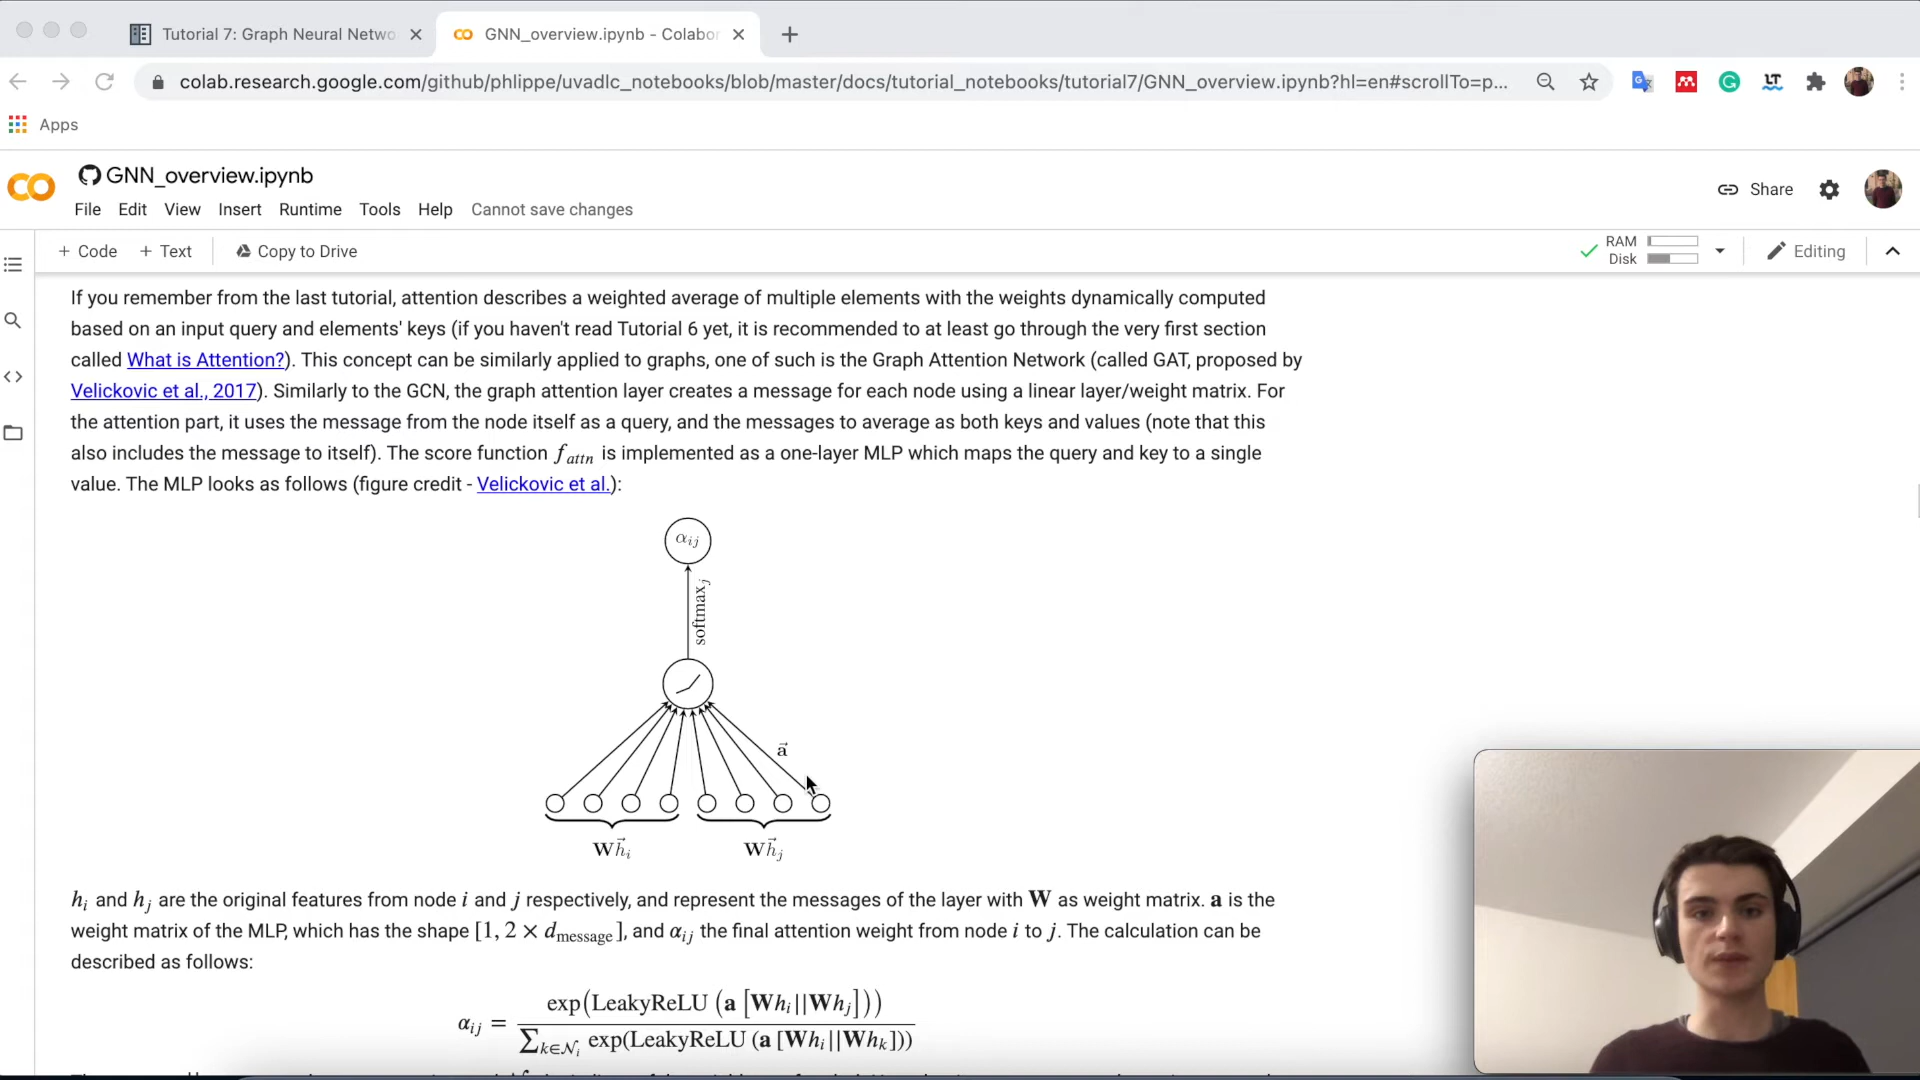 Tutorial 7: Graph Neural Netwo
GNN_overview.ipynb - Colabor
colab.research.google.com/github/phlippe/uvadlc_notebooks/blob/master/docs/tutorial_notebooks/tutorial7/GNN_overview.ipynb?hl=en#scrollTo=p...
Apps
GNN_overview.ipynb
Share
File Edit View Insert Runtime Tools Help Cannot save changes
+ Code + Text Copy to Drive
RAM
Disk
Editing
If you remember from the last tutorial, attention describes a weighted average of multiple elements with the weights dynamically computed
based on an input query and elements' keys (if you haven't read Tutorial 6 yet, it is recommended to at least go through the very first section
called What is Attention?). This concept can be similarly applied to graphs, one of such is the Graph Attention Network (called GAT, proposed by
Velickovic et al., 2017). Similarly to the GCN, the graph attention layer creates a message for each node using a linear layer/weight matrix. For
the attention part, it uses the message from the node itself as a query, and the messages to average as both keys and values (note that this
also includes the message to itself). The score function f_attn is implemented as a one-layer MLP which maps the query and key to a single
value. The MLP looks as follows (figure credit - Velickovic et al.):
α_ij
softmax_j
a⃗
Wh⃗_i Wh⃗_j
h_i and h_j are the original features from node i and j respectively, and represent the messages of the layer with W as weight matrix. a is the
weight matrix of the MLP, which has the shape [1, 2 × d_message], and α_ij the final attention weight from node i to j. The calculation can be
described as follows:
α_ij = exp(LeakyReLU (a [Wh_i||Wh_j]))
∑_k∈N_i exp(LeakyReLU (a [Wh_i||Wh_k]))